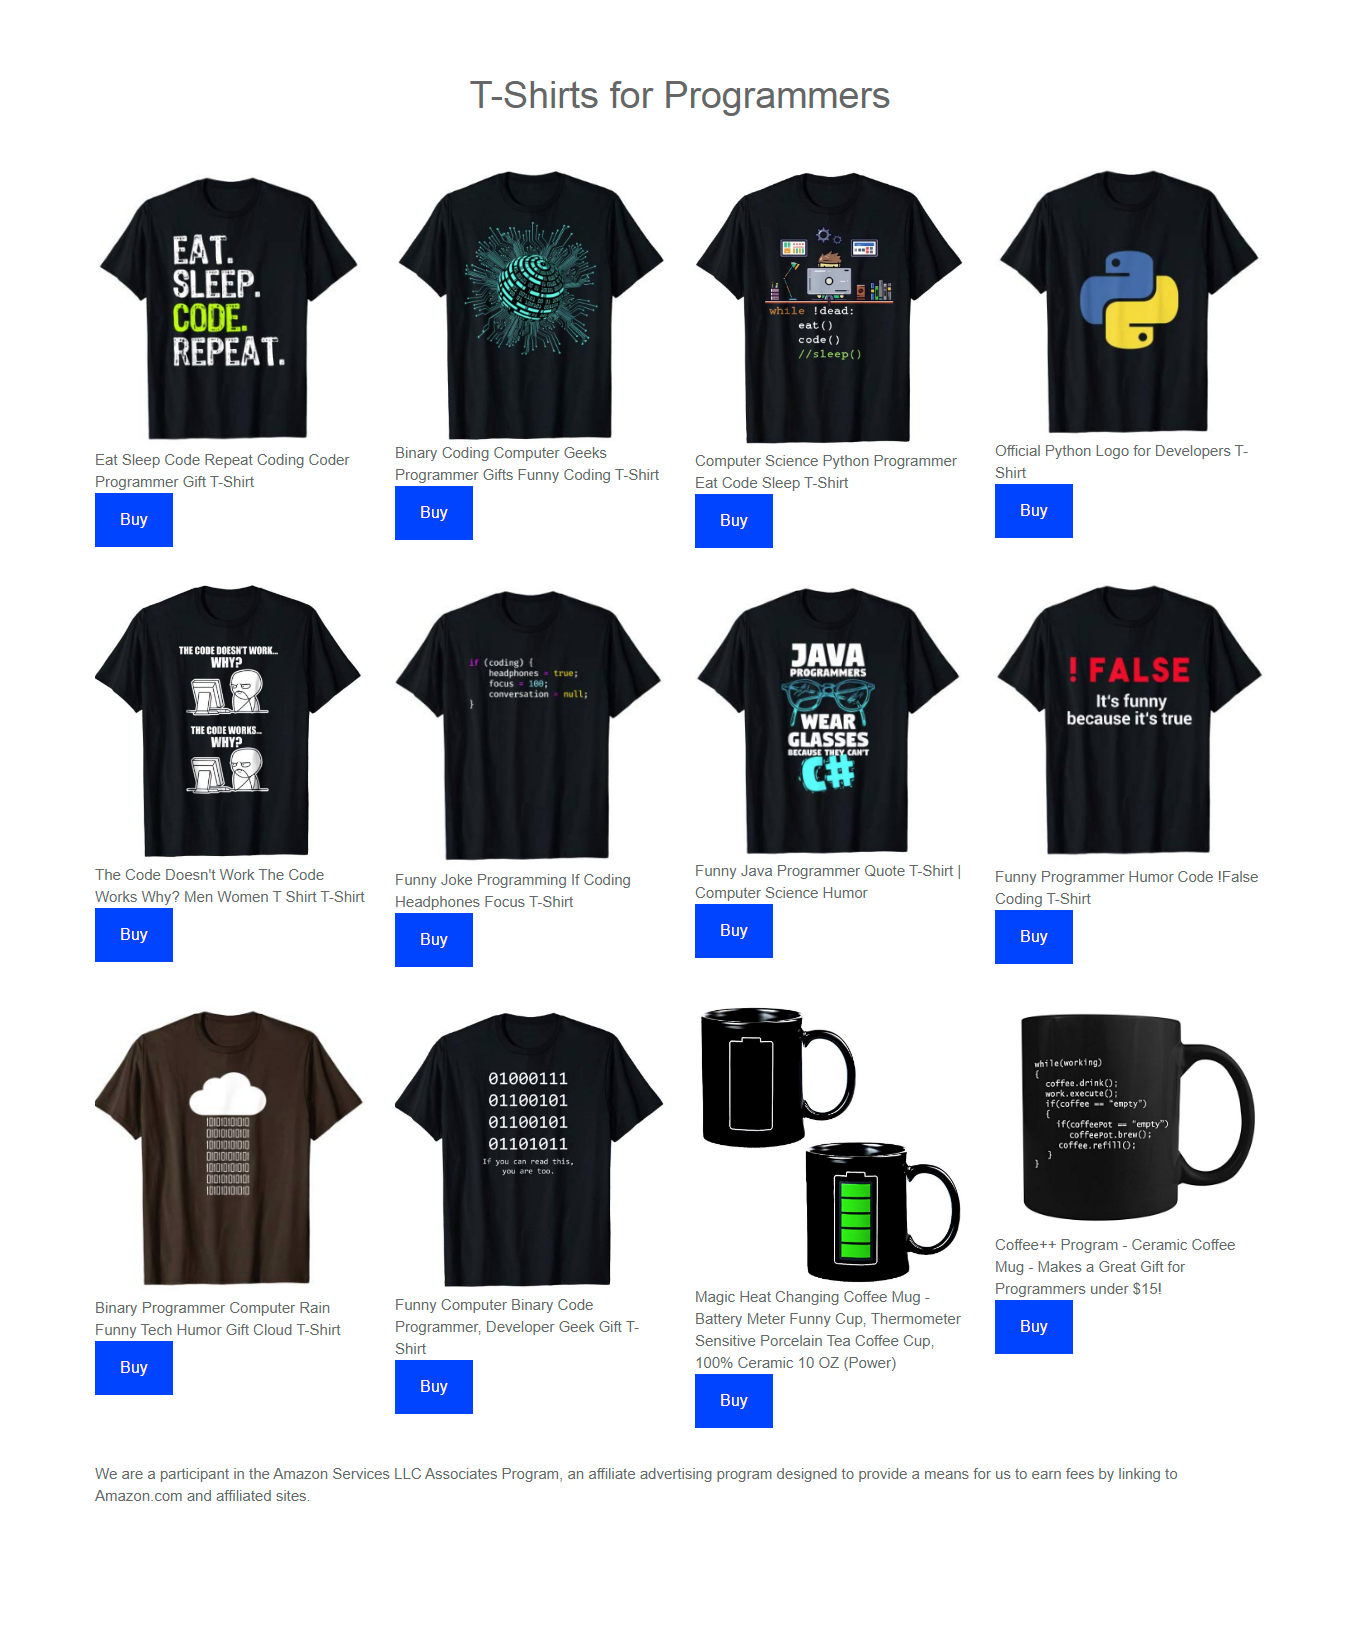 T-Shirts for Programmers
EAT.
SLEEP.
CODE.
REPEAT.
Eat Sleep Code Repeat Coding Coder
Programmer Gift T-Shirt
Buy
Binary Coding Computer Geeks
Programmer Gifts Funny Coding T-Shirt
Buy
while !dead:
eat()
code()
//sleep()
Computer Science Python Programmer
Eat Code Sleep T-Shirt
Buy
Official Python Logo for Developers T-
Shirt
Buy
THE CODE DOESN'T WORK...
WHY?
THE CODE WORKS...
WHY?
The Code Doesn't Work The Code
Works Why? Men Women T Shirt T-Shirt
Buy
if (coding) {
headphones = true;
focus = 100;
conversation = null;
}
Funny Joke Programming If Coding
Headphones Focus T-Shirt
Buy
JAVA
PROGRAMMERS
WEAR
GLASSES
BECAUSE THEY CAN'T
C#
Funny Java Programmer Quote T-Shirt |
Computer Science Humor
Buy
! FALSE
It's funny
because it's true
Funny Programmer Humor Code !False
Coding T-Shirt
Buy
1010101010
0101010101
1010101010
0101010101
1010101010
0101010101
1010101010
Binary Programmer Computer Rain
Funny Tech Humor Gift Cloud T-Shirt
Buy
01000111
01100101
01100101
01101011
If you can read this,
you are too.
Funny Computer Binary Code
Programmer, Developer Geek Gift T-
Shirt
Buy
Magic Heat Changing Coffee Mug -
Battery Meter Funny Cup, Thermometer
Sensitive Porcelain Tea Coffee Cup,
100% Ceramic 10 OZ (Power)
Buy
while(working)
{
coffee.drink();
work.execute();
if(coffee == "empty")
{
if(coffeePot == "empty")
coffeePot.brew();
coffee.refill();
}
}
Coffee++ Program - Ceramic Coffee
Mug - Makes a Great Gift for
Programmers under $15!
Buy
We are a participant in the Amazon Services LLC Associates Program, an affiliate advertising program designed to provide a means for us to earn fees by linking to
Amazon.com and affiliated sites.